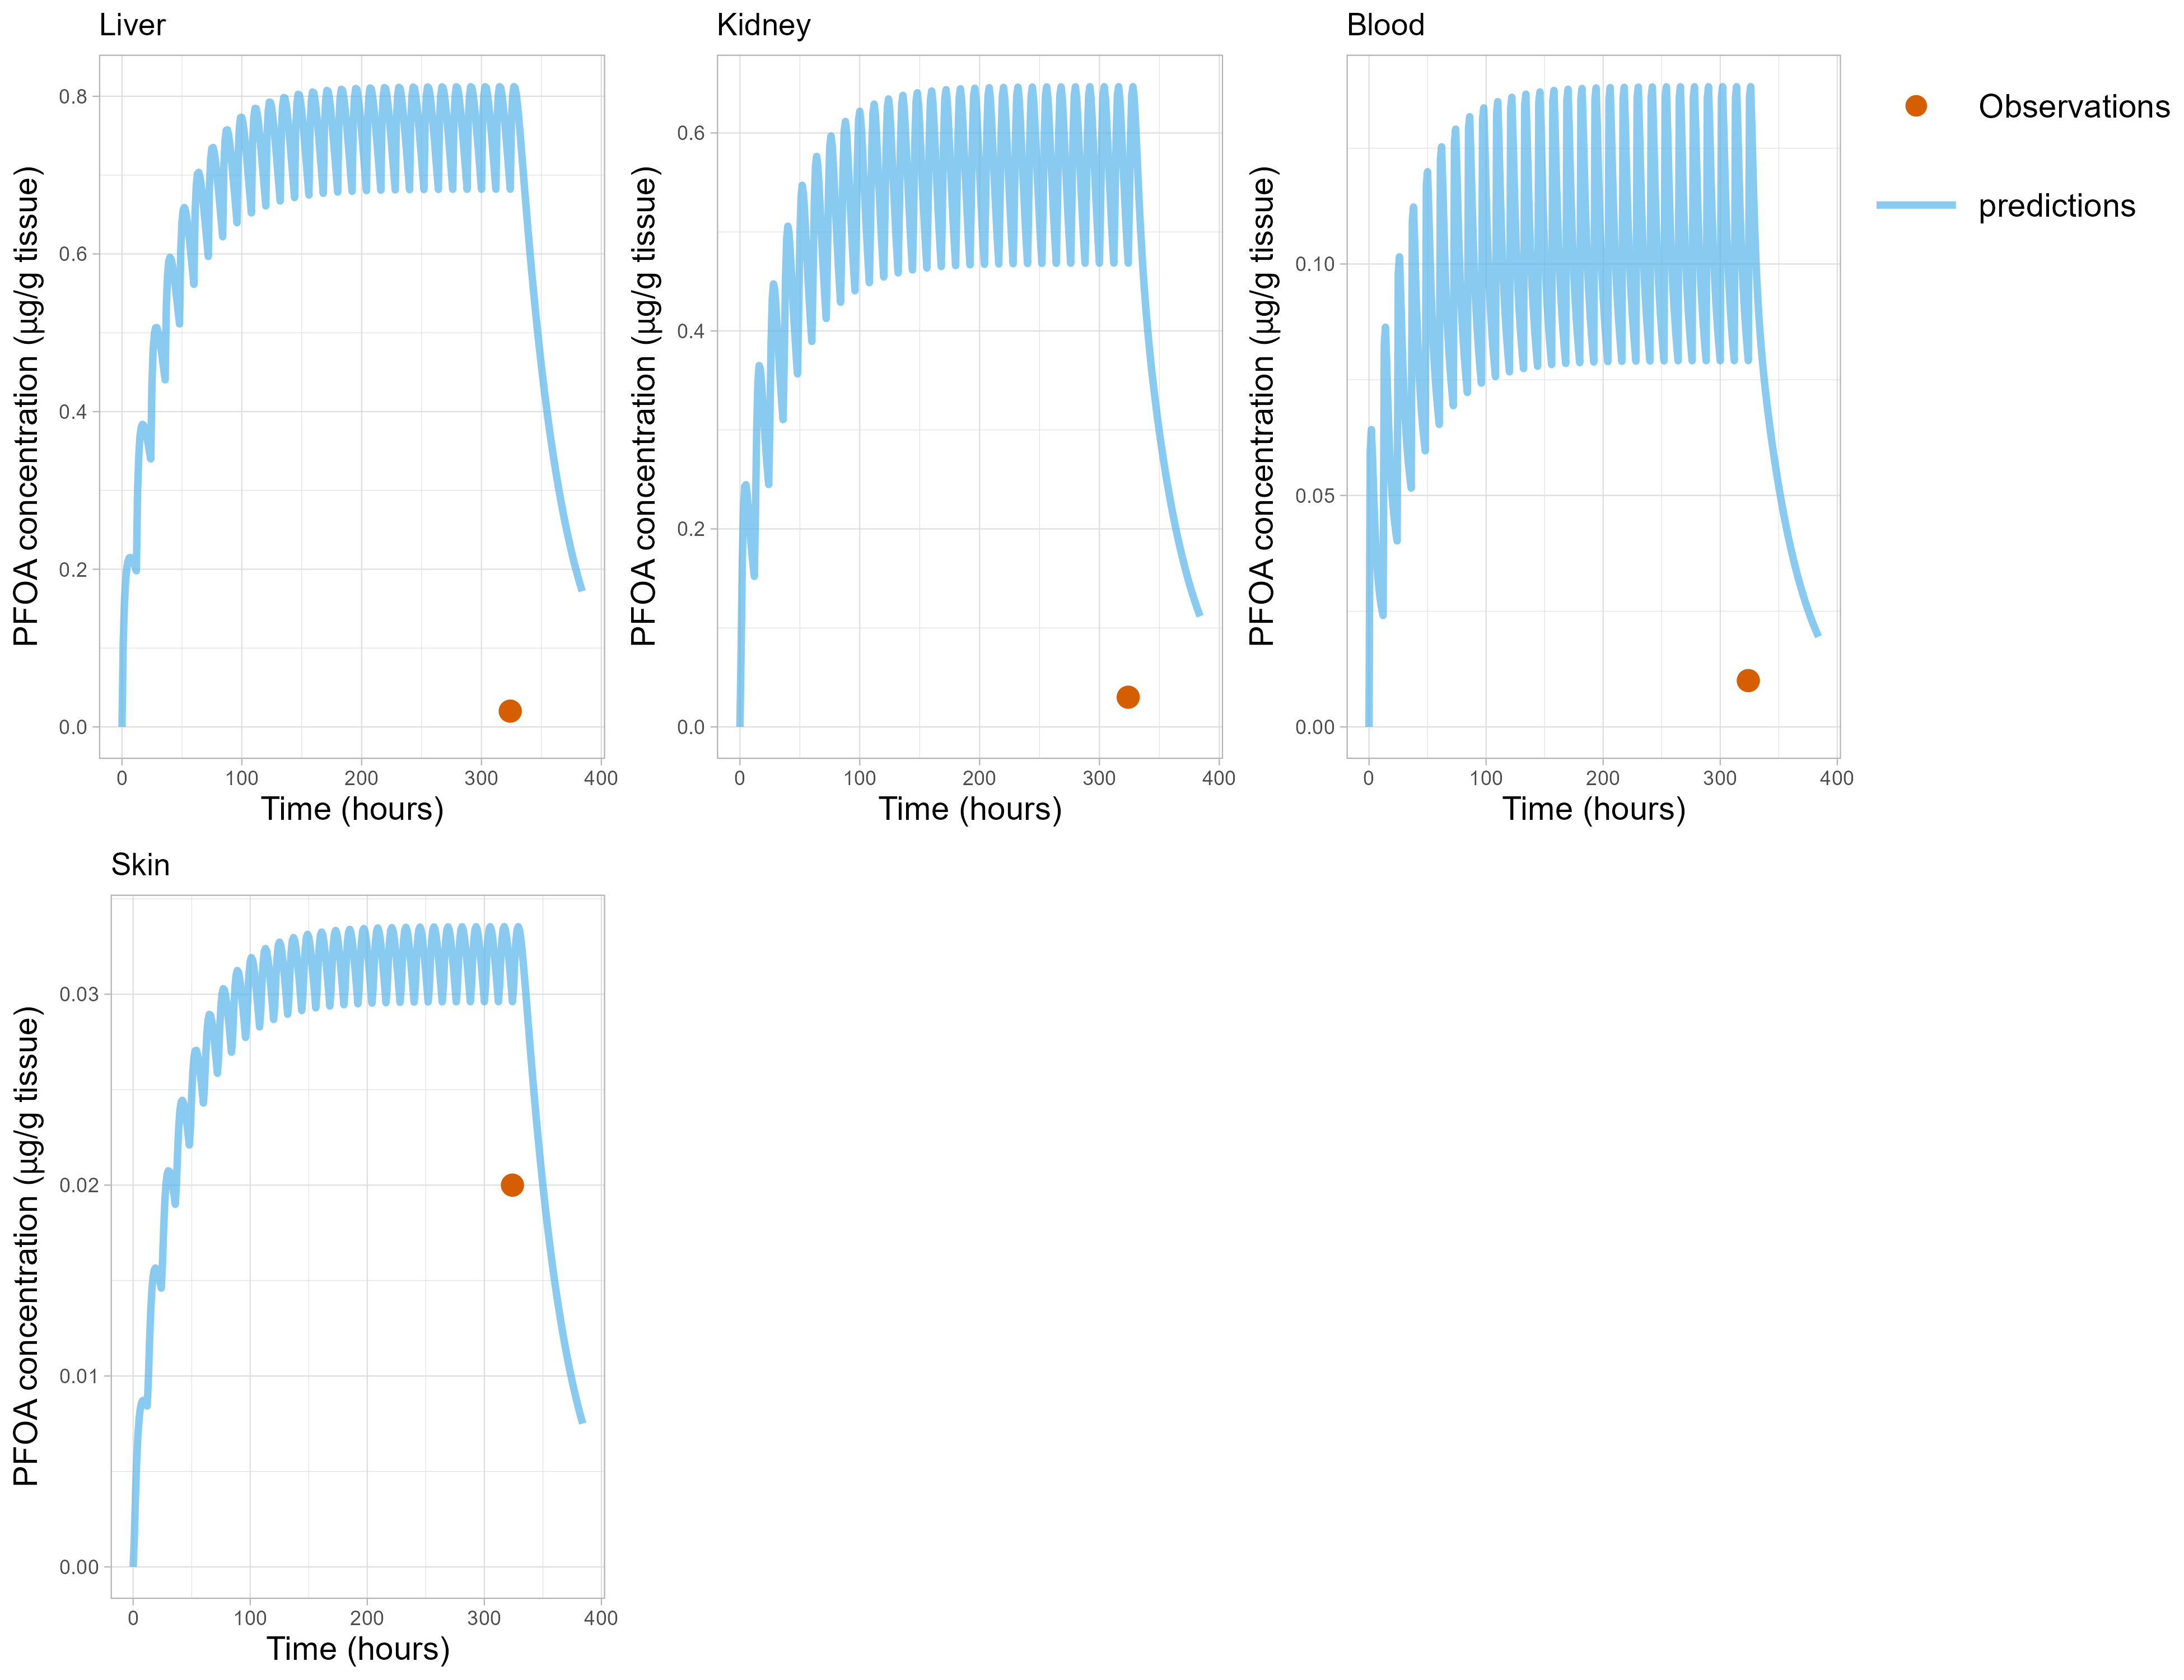 Liver
PFOA concentration (µg/g tissue)
0.8
0.6
0.4
0.2
0.0
0 100 200 300 400
Time (hours)
Kidney
PFOA concentration (µg/g tissue)
0.6
0.4
0.2
0.0
0 100 200 300 400
Time (hours)
Blood
PFOA concentration (µg/g tissue)
0.10
0.05
0.00
0 100 200 300 400
Time (hours)
Observations
predictions
Skin
PFOA concentration (µg/g tissue)
0.03
0.02
0.01
0.00
0 100 200 300 400
Time (hours)